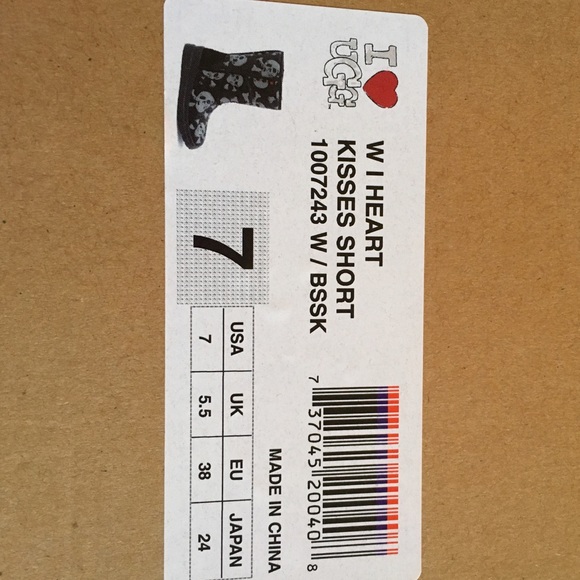 I ♥
UGG
W I HEART
KISSES SHORT
1007243 W / BSSK
7 37045 20040 8
MADE IN CHINA
7
USA UK EU JAPAN
7 5.5 38 24